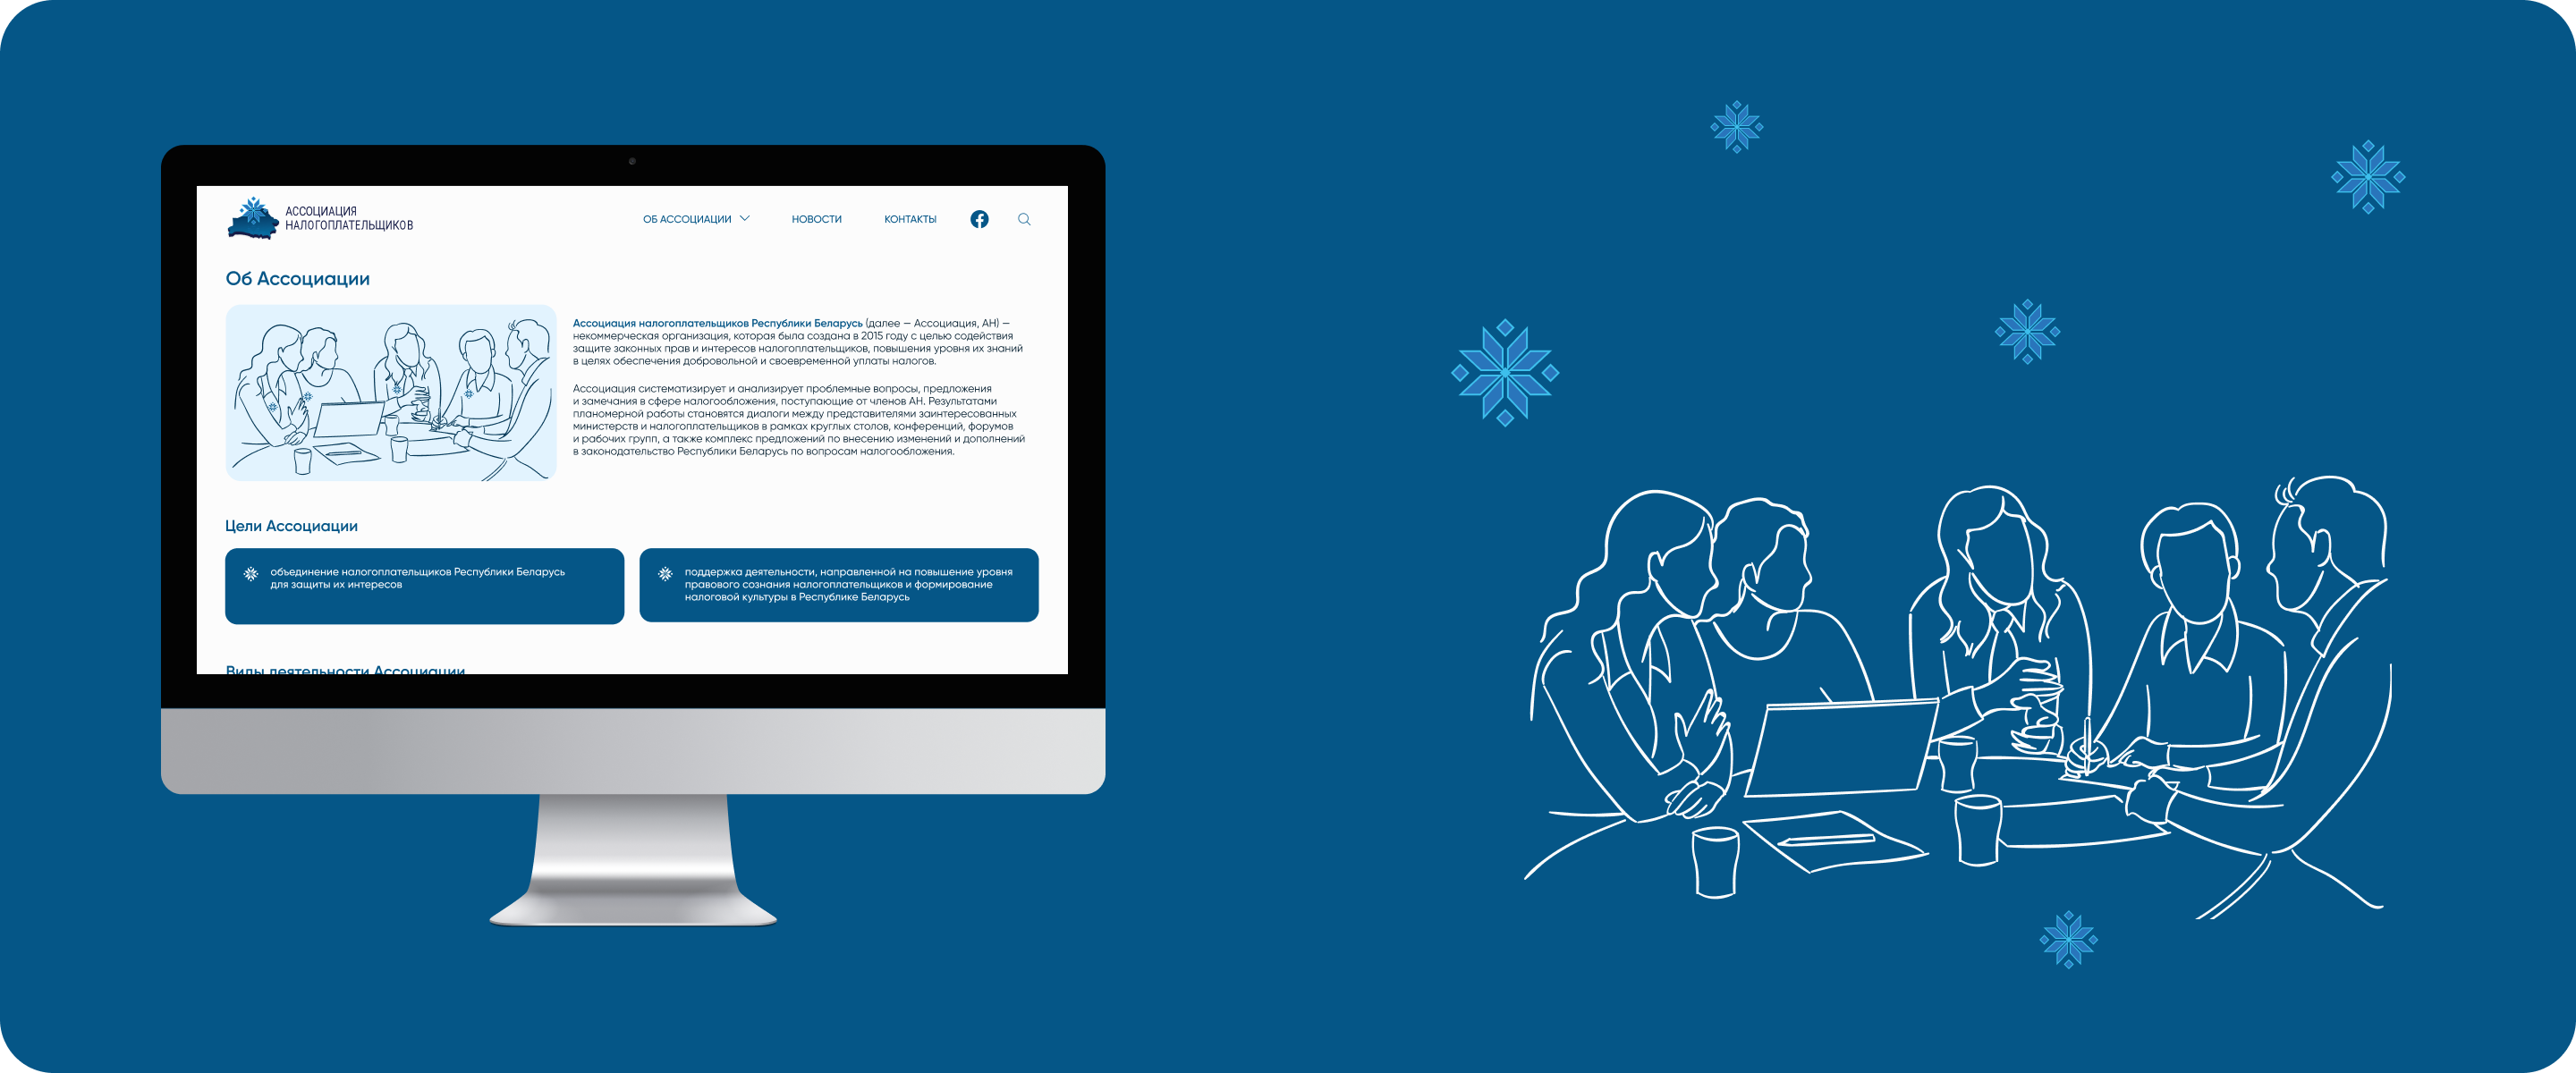 АССОЦИАЦИЯ
НАЛОГОПЛАТЕЛЬЩИКОВ
ОБ АССОЦИАЦИИ
НОВОСТИ
КОНТАКТЫ
Об Ассоциации
Ассоциация налогоплательщиков Республики Беларусь (далее — Ассоциация, АН) —
некоммерческая организация, которая была создана в 2015 году с целью содействия
защите законных прав и интересов налогоплательщиков, повышения уровня их знаний
в целях обеспечения добровольной и своевременной уплаты налогов.
Ассоциация систематизирует и анализирует проблемные вопросы, предложения
и замечания в сфере налогообложения, поступающие от членов АН. Результатами
планомерной работы становятся диалоги между представителями заинтересованных
министерств и налогоплательщиков в рамках круглых столов, конференций, форумов
и рабочих групп, а также комплекс предложений по внесению изменений и дополнений
в законодательство Республики Беларусь по вопросам налогообложения.
Цели Ассоциации
объединение налогоплательщиков Республики Беларусь
для защиты их интересов
поддержка деятельности, направленной на повышение уровня
правового сознания налогоплательщиков и формирование
налоговой культуры в Республике Беларусь
Виды деятельности Ассоциации